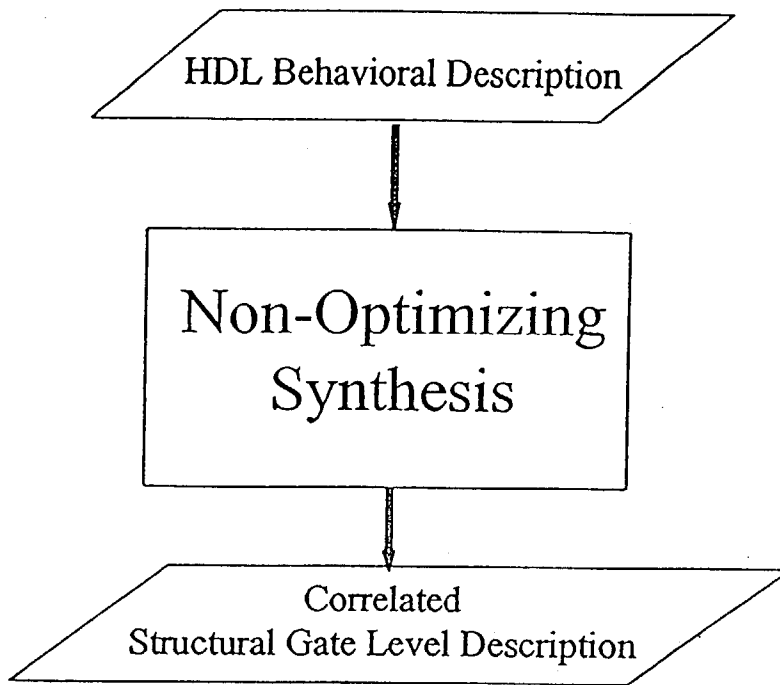 HDL Behavioral Description
Non-Optimizing
Synthesis
Correlated
Structural Gate Level Description